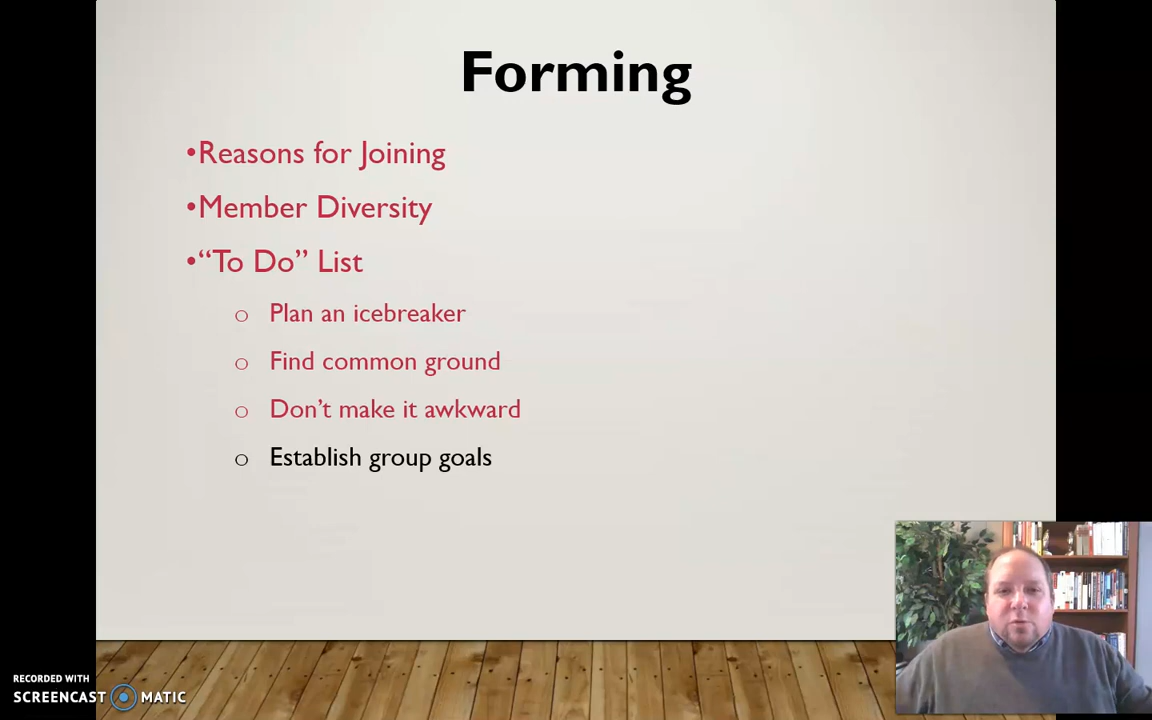 Forming
•Reasons for Joining
•Member Diversity
•“To Do” List
o Plan an icebreaker
o Find common ground
o Don’t make it awkward
o Establish group goals
RECORDED WITH
SCREENCAST MATIC